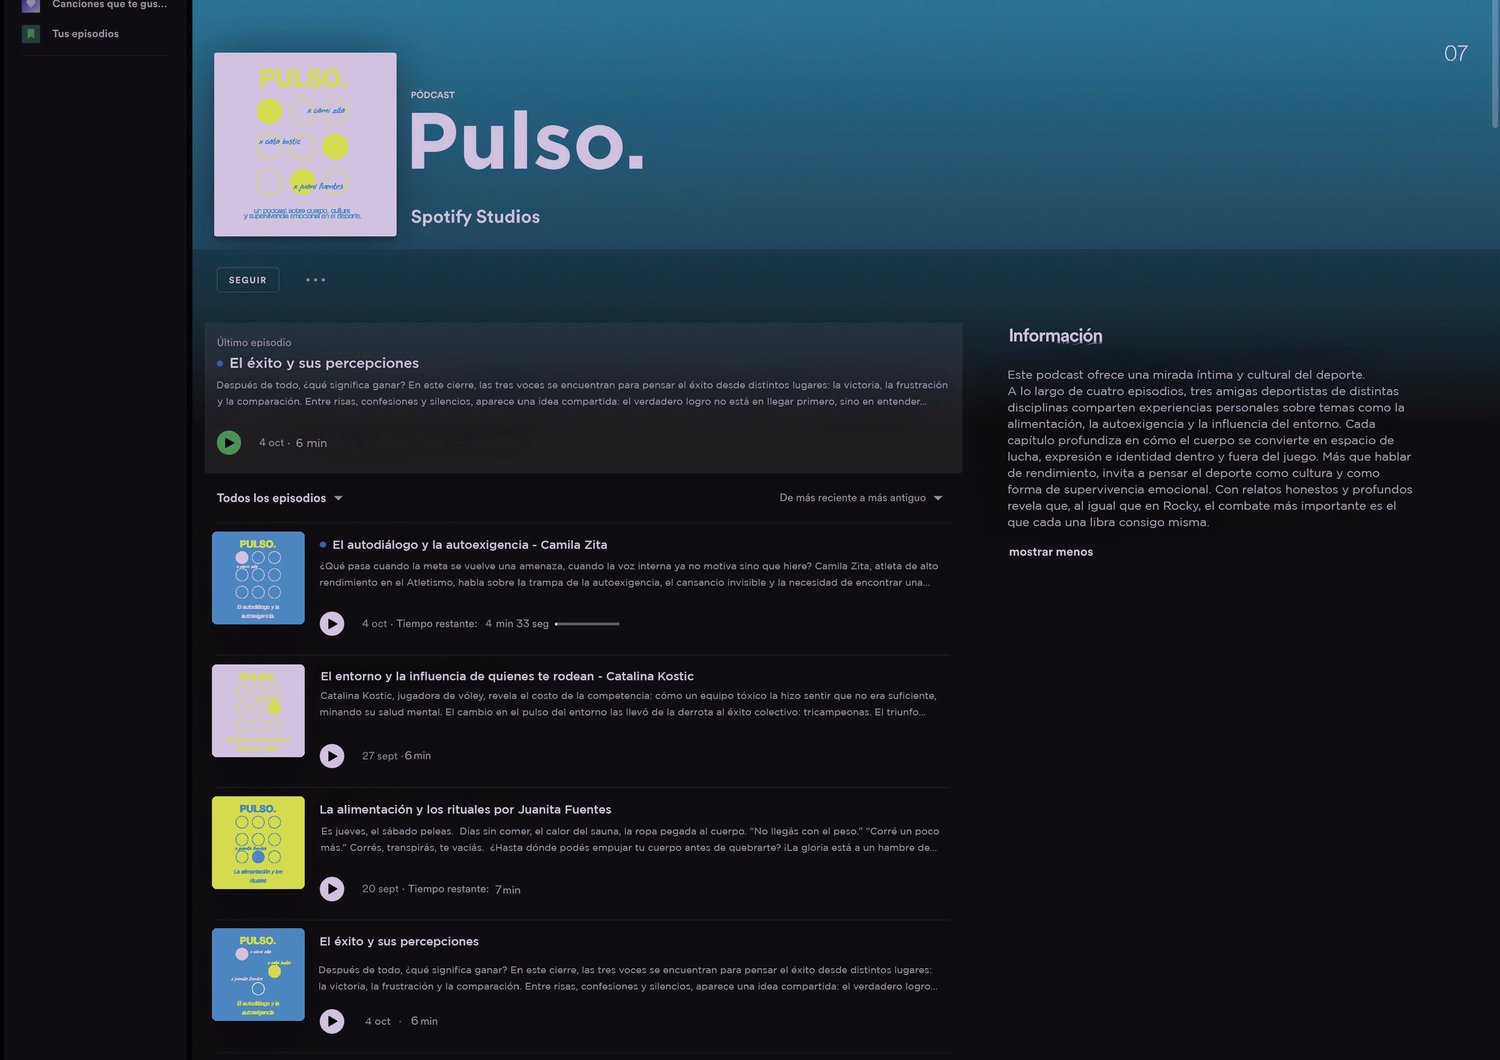 Canciones que te gus...
Tus episodios
07
PULSO.
x cami zita
x cata kostic
x juani fuentes
un podcast sobre cuerpo, cultura
y supervivencia emocional en el deporte.
PÓDCAST
Pulso.
Spotify Studios
SEGUIR
Último episodio
El éxito y sus percepciones
Después de todo, ¿qué significa ganar? En este cierre, las tres voces se encuentran para pensar el éxito desde distintos lugares: la victoria, la frustración
y la comparación. Entre risas, confesiones y silencios, aparece una idea compartida: el verdadero logro no está en llegar primero, sino en entender...
4 oct · 6 min
Información
Este podcast ofrece una mirada íntima y cultural del deporte.
A lo largo de cuatro episodios, tres amigas deportistas de distintas
disciplinas comparten experiencias personales sobre temas como la
alimentación, la autoexigencia y la influencia del entorno. Cada
capítulo profundiza en cómo el cuerpo se convierte en espacio de
lucha, expresión e identidad dentro y fuera del juego. Más que hablar
de rendimiento, invita a pensar el deporte como cultura y como
forma de supervivencia emocional. Con relatos honestos y profundos
revela que, al igual que en Rocky, el combate más importante es el
que cada una libra consigo misma.
mostrar menos
Todos los episodios
De más reciente a más antiguo
PULSO.
El autodiálogo y la
autoexigencia.
El autodiálogo y la autoexigencia - Camila Zita
¿Qué pasa cuando la meta se vuelve una amenaza, cuando la voz interna ya no motiva sino que hiere? Camila Zita, atleta de alto
rendimiento en el Atletismo, habla sobre la trampa de la autoexigencia, el cansancio invisible y la necesidad de encontrar una...
4 oct · Tiempo restante: 4 min 33 seg
PULSO.
El entorno y la influencia de quienes te rodean - Catalina Kostic
Catalina Kostic, jugadora de vóley, revela el costo de la competencia: cómo un equipo tóxico la hizo sentir que no era suficiente,
minando su salud mental. El cambio en el pulso del entorno las llevó de la derrota al éxito colectivo: tricampeonas. El triunfo...
27 sept · 6 min
PULSO.
x juanita fuentes
La alimentación y los
rituales
La alimentación y los rituales por Juanita Fuentes
Es jueves, el sábado peleas. Días sin comer, el calor del sauna, la ropa pegada al cuerpo. “No llegás con el peso.” “Corré un poco
más.” Corrés, transpirás, te vaciás. ¿Hasta dónde podés empujar tu cuerpo antes de quebrarte? ¡La gloria está a un hambre de...
20 sept · Tiempo restante: 7 min
PULSO.
x cami zita
x cata kostic
x juanita fuentes
El autodiálogo y la
autoexigencia
El éxito y sus percepciones
Después de todo, ¿qué significa ganar? En este cierre, las tres voces se encuentran para pensar el éxito desde distintos lugares:
la victoria, la frustración y la comparación. Entre risas, confesiones y silencios, aparece una idea compartida: el verdadero logro...
4 oct · 6 min